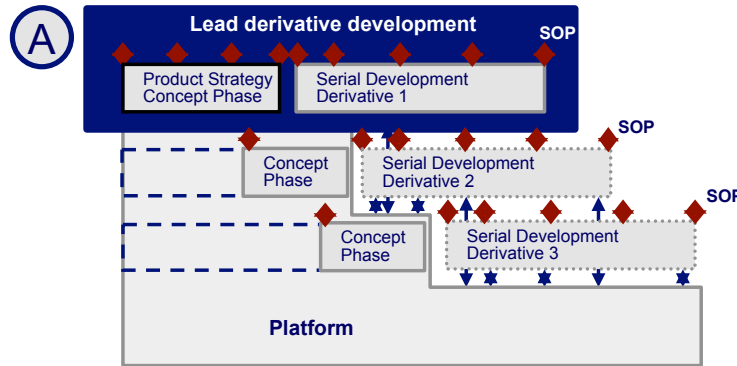 A
Lead derivative development
SOP
Product Strategy
Concept Phase
Serial Development
Derivative 1
SOP
Concept
Phase
Serial Development
Derivative 2
SOP
Concept
Phase
Serial Development
Derivative 3
Platform